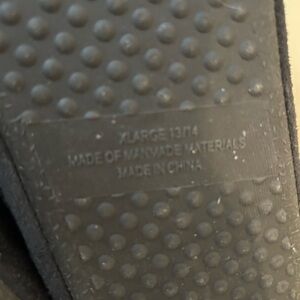 XLARGE 13/14
MADE OF MANMADE MATERIALS
MADE IN CHINA